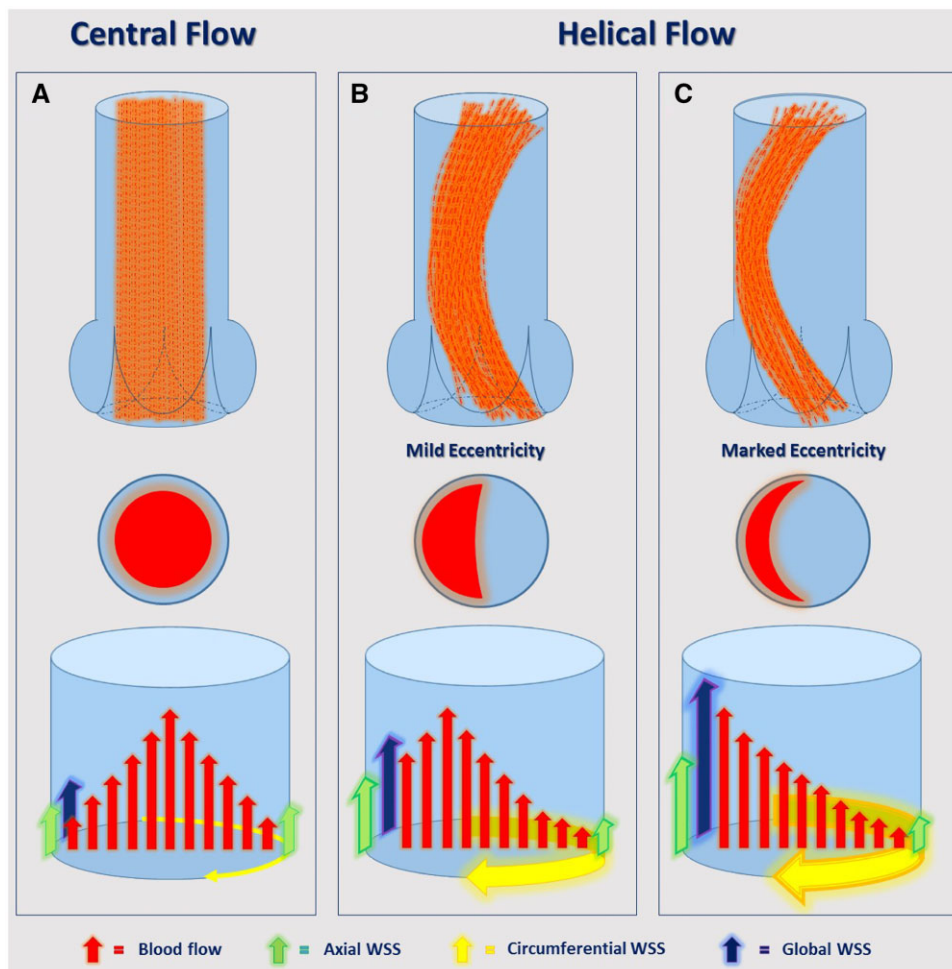 Central Flow
Helical Flow
A
B
C
Mild Eccentricity
Marked Eccentricity
= Blood flow
= Axial WSS
= Circumferential WSS
= Global WSS